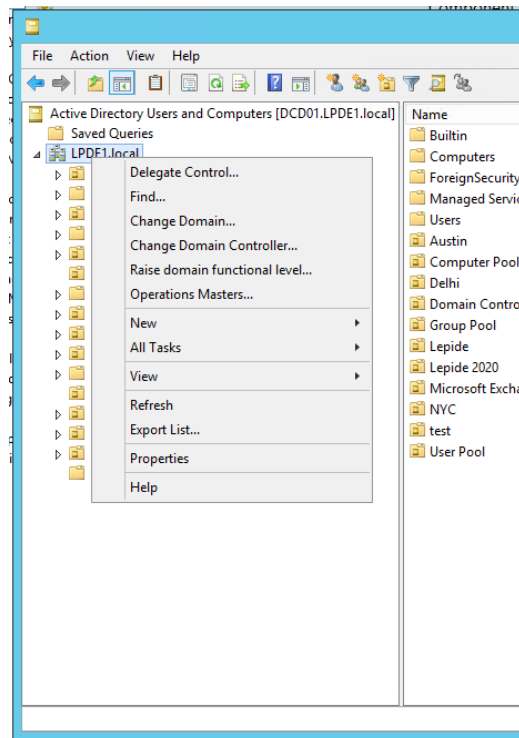 Component
File Action View Help
Active Directory Users and Computers [DCD01.LPDE1.local]
Saved Queries
LPDE1.local
Delegate Control...
Find...
Change Domain...
Change Domain Controller...
Raise domain functional level...
Operations Masters...
New
All Tasks
View
Refresh
Export List...
Properties
Help
Name
Builtin
Computers
ForeignSecurity
Managed Servi
Users
Austin
Computer Pool
Delhi
Domain Contro
Group Pool
Lepide
Lepide 2020
Microsoft Excha
NYC
test
User Pool